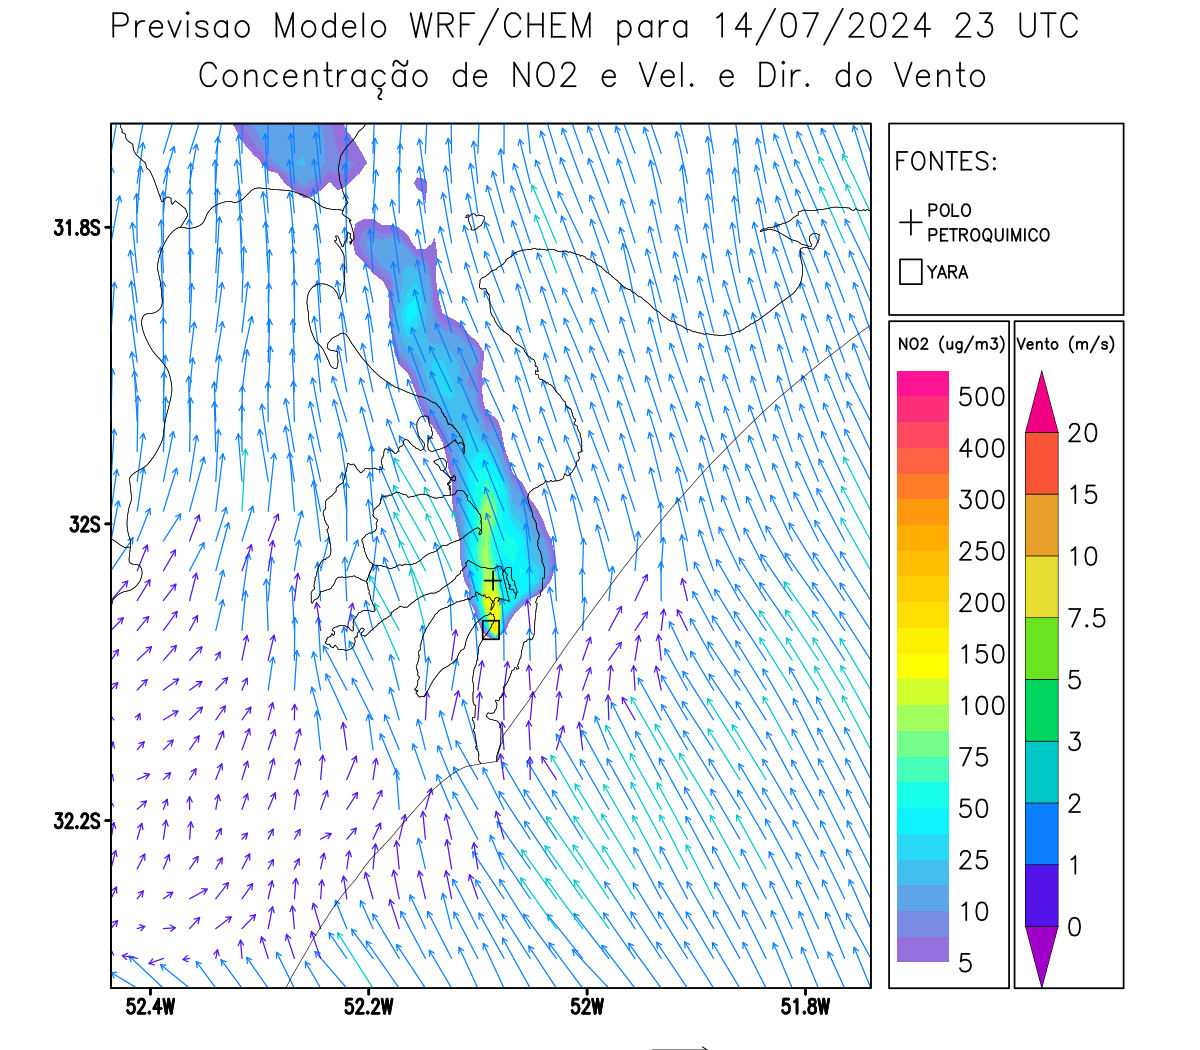 Previsao Modelo WRF/CHEM para 14/07/2024 23 UTC
Concentração de NO2 e Vel. e Dir. do Vento
FONTES:
POLO
PETROQUIMICO
YARA
NO2 (ug/m3)
500
400
300
250
200
150
100
75
50
25
10
5
Vento (m/s)
20
15
10
7.5
5
3
2
1
0
31.8S
32S
32.2S
52.4W
52.2W
52W
51.8W